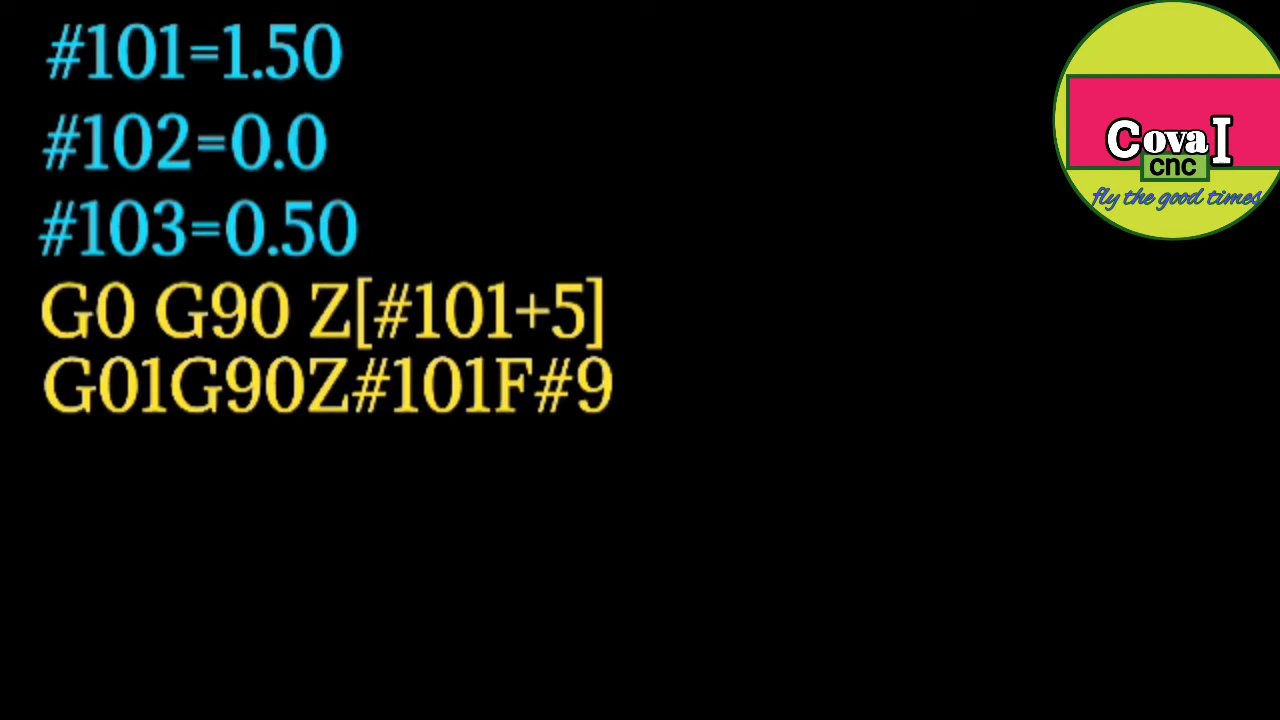 #101=1.50
#102=0.0
#103=0.50
G0 G90 Z[#101+5]
G01G90Z#101F#9
CovaI
cnc
fly the good times